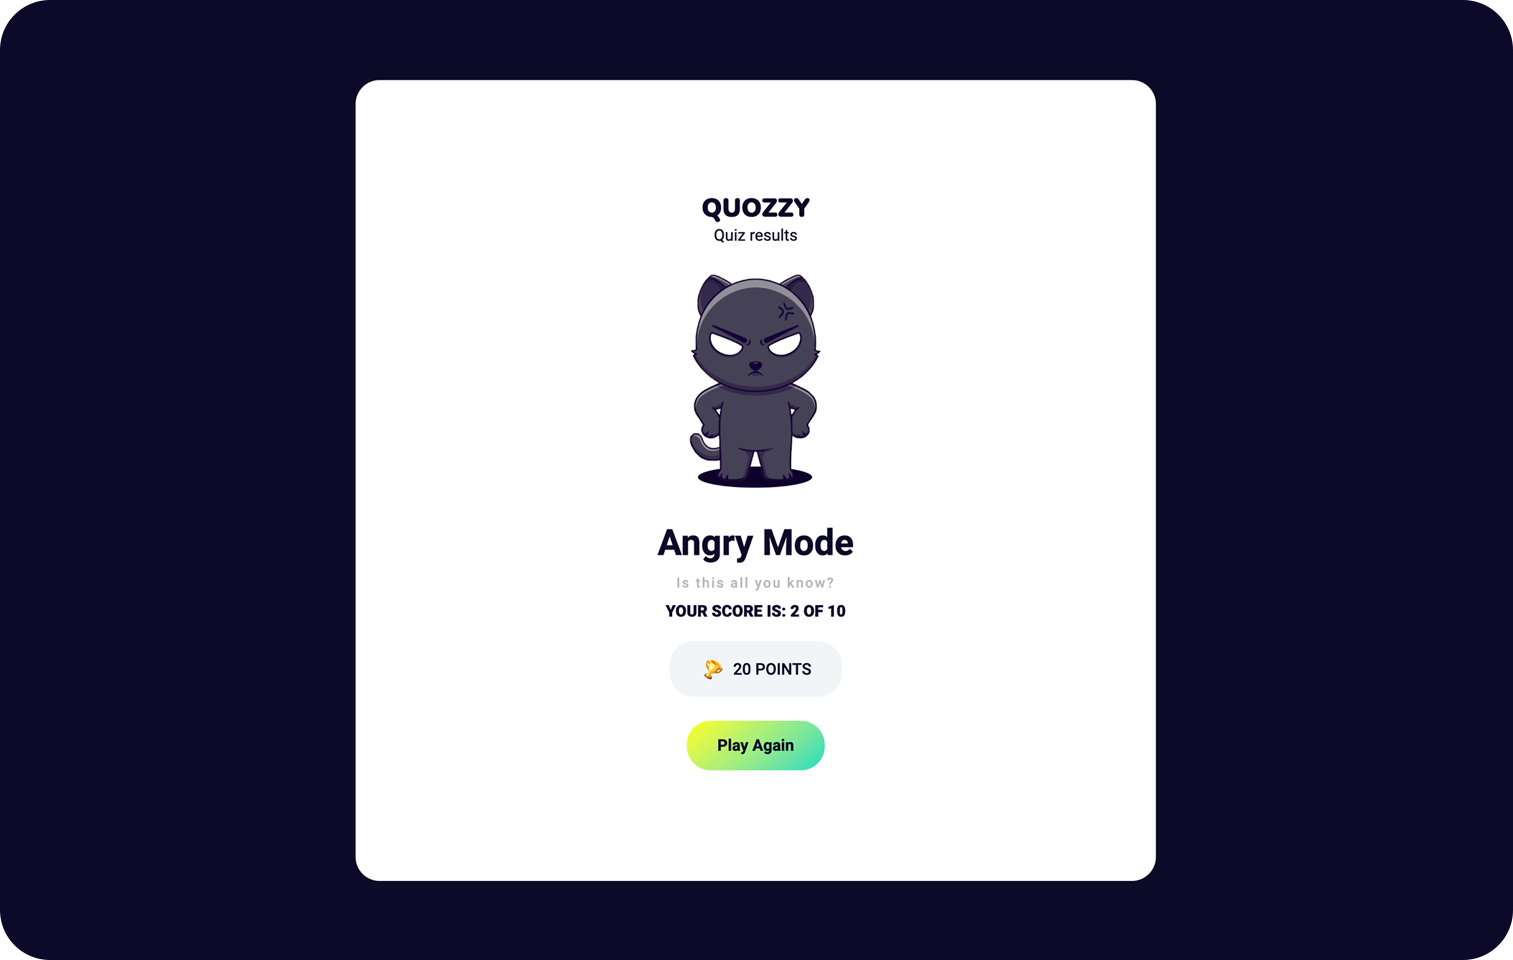 QUOZZY
Quiz results
Angry Mode
Is this all you know?
YOUR SCORE IS: 2 OF 10
20 POINTS
Play Again